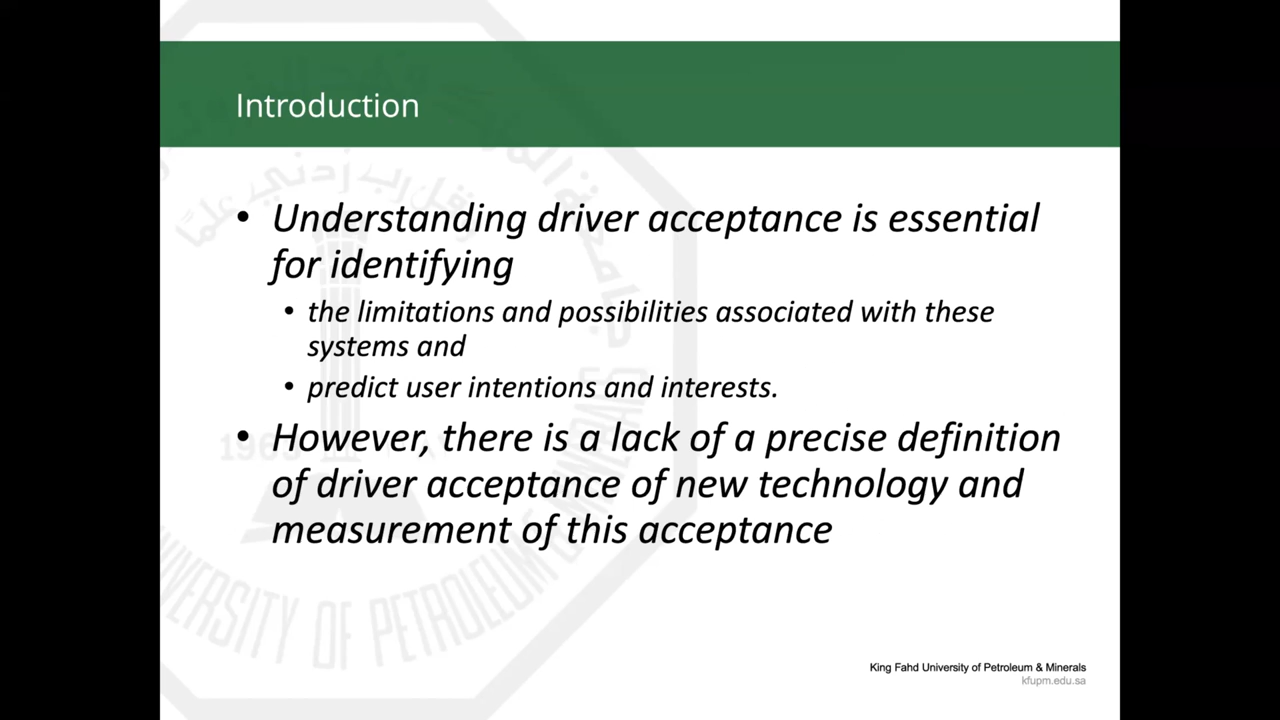 Introduction
• Understanding driver acceptance is essential
for identifying
• the limitations and possibilities associated with these
systems and
• predict user intentions and interests.
• However, there is a lack of a precise definition
of driver acceptance of new technology and
measurement of this acceptance
King Fahd University of Petroleum & Minerals
kfupm.edu.sa